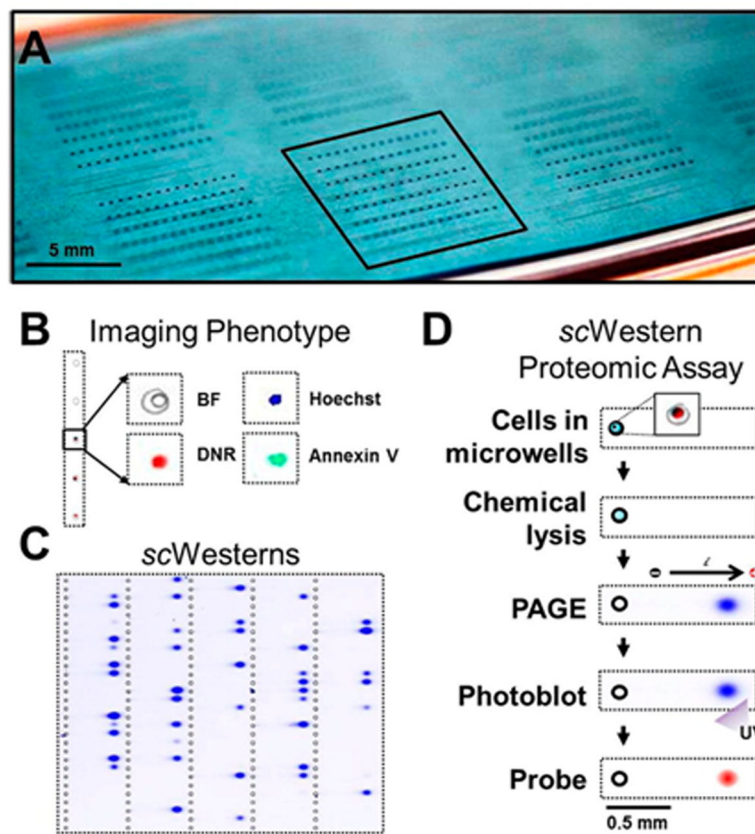 A
5 mm
B
Imaging Phenotype
BF
Hoechst
DNR
Annexin V
C
scWesterns
D
scWestern
Proteomic Assay
Cells in
microwells
Chemical
lysis
PAGE
Photoblot
UV
Probe
0.5 mm